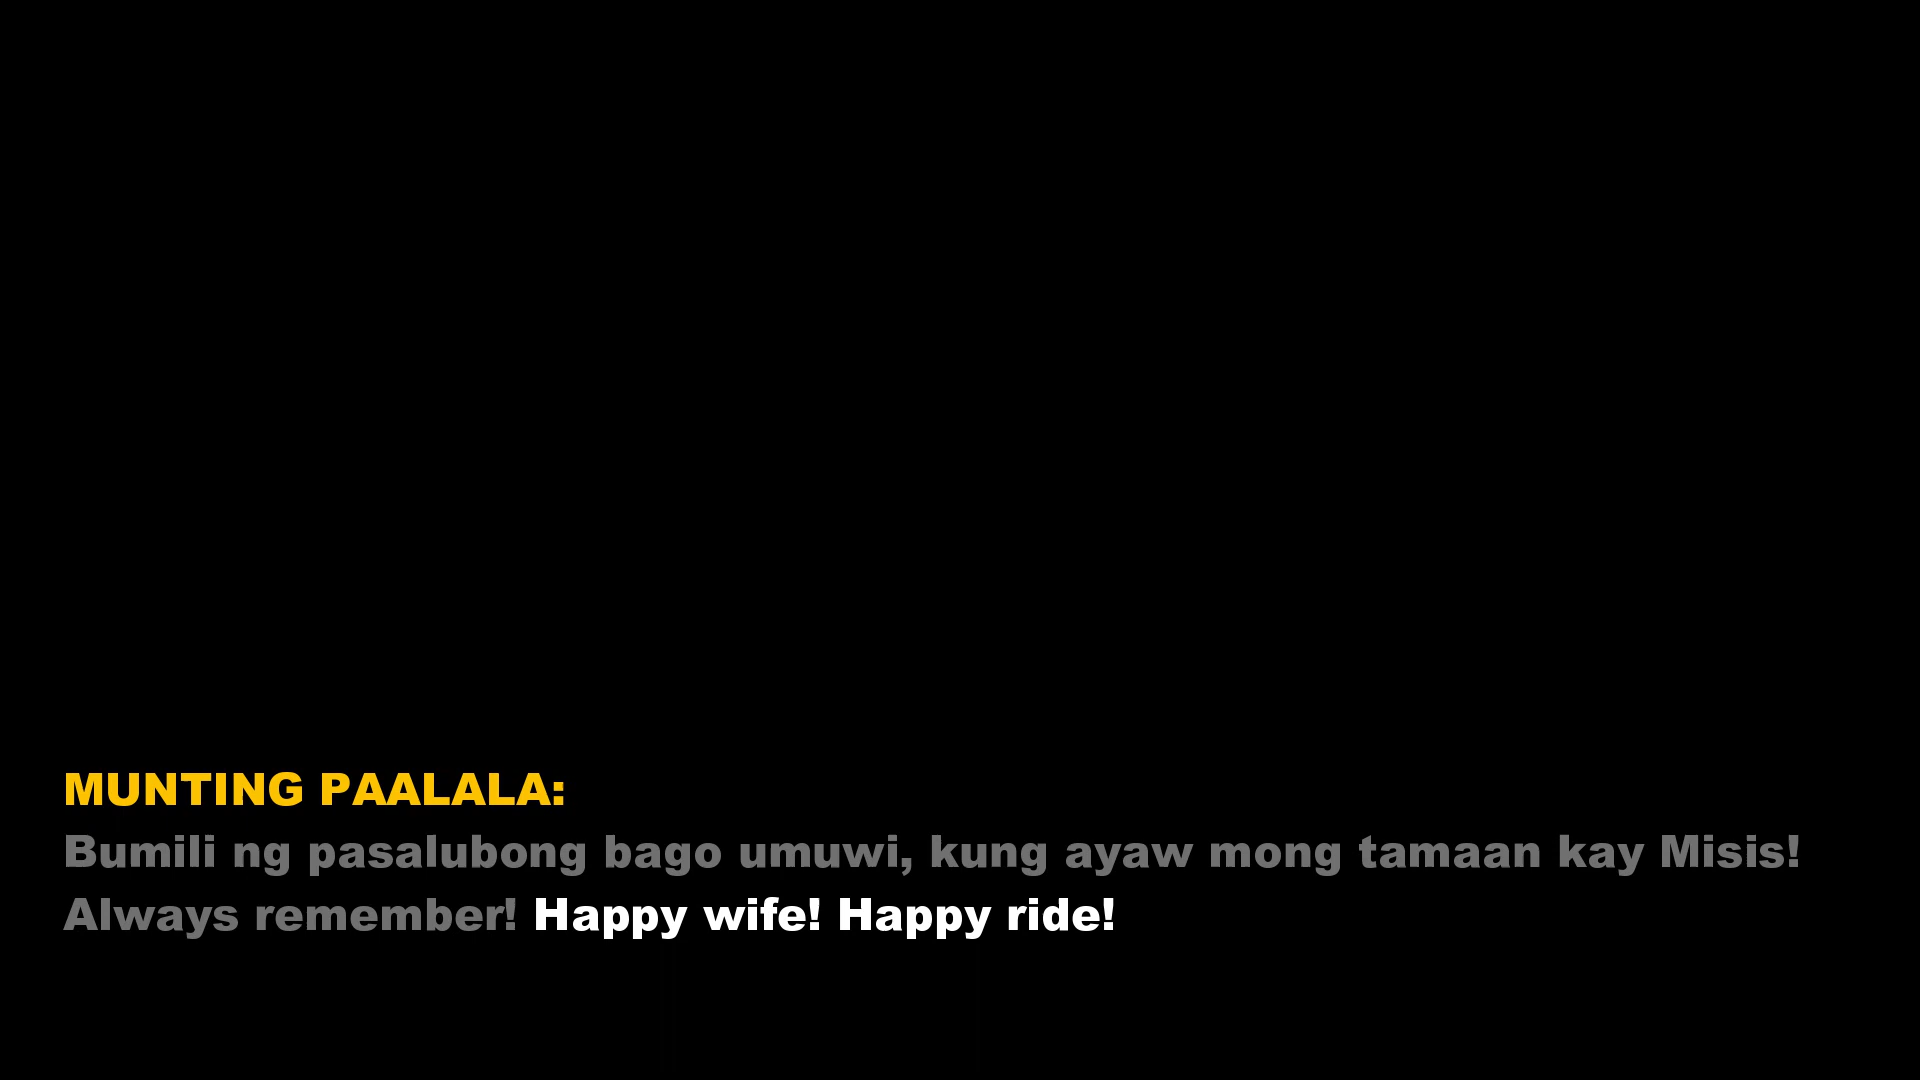 MUNTING PAALALA:
Bumili ng pasalubong bago umuwi, kung ayaw mong tamaan kay Misis!
Always remember! Happy wife! Happy ride!